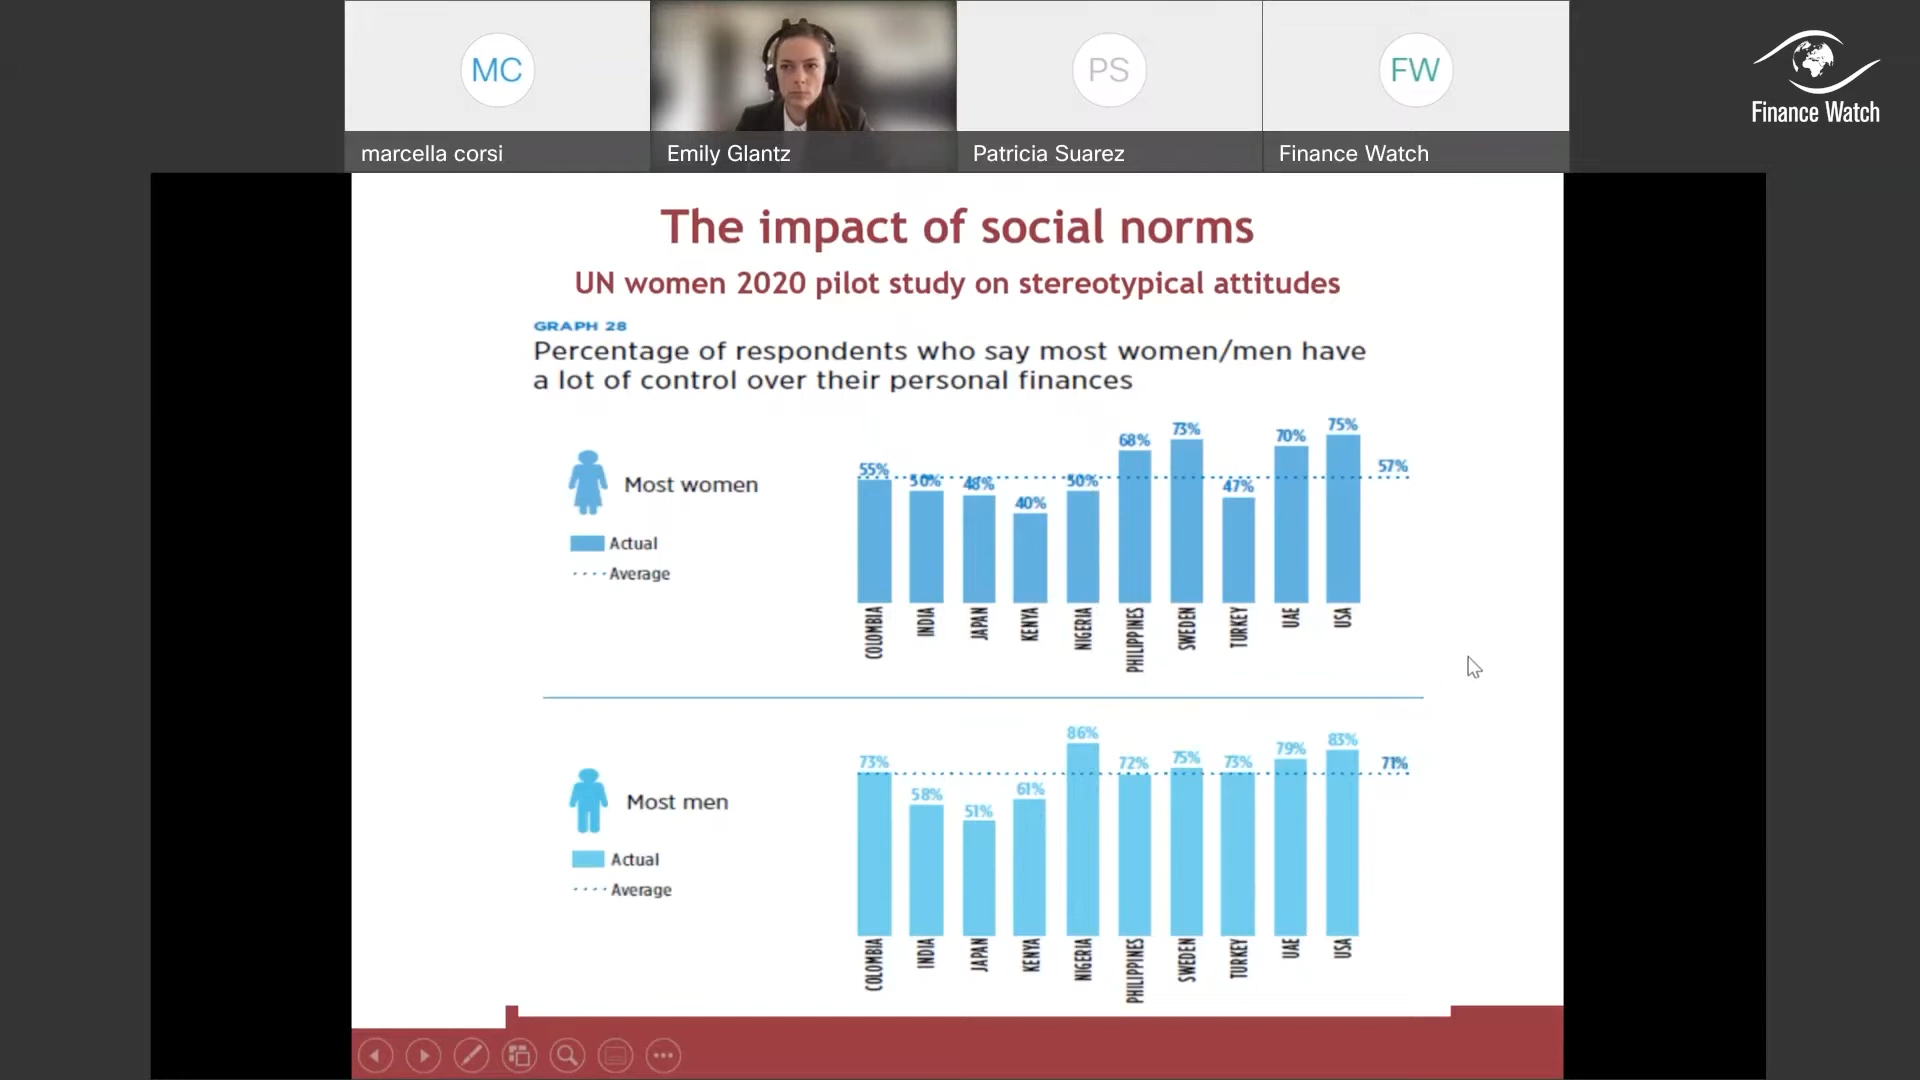 MC
PS
FW
Finance Watch
marcella corsi
Emily Glantz
Patricia Suarez
Finance Watch
The impact of social norms
UN women 2020 pilot study on stereotypical attitudes
GRAPH 28
Percentage of respondents who say most women/men have
a lot of control over their personal finances
Most women
Actual
Average
55%
50%
48%
40%
50%
68%
73%
47%
70%
75%
57%
COLOMBIA
INDIA
JAPAN
KENYA
NIGERIA
PHILIPPINES
SWEDEN
TURKEY
UAE
USA
Most men
Actual
Average
73%
58%
51%
61%
86%
72%
75%
73%
79%
83%
71%
COLOMBIA
INDIA
JAPAN
KENYA
NIGERIA
PHILIPPINES
SWEDEN
TURKEY
UAE
USA